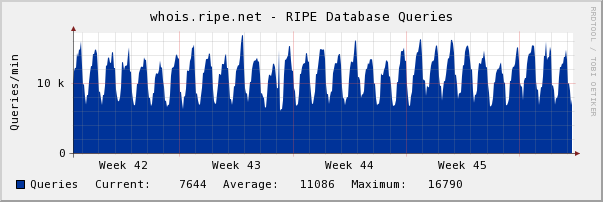 whois.ripe.net - RIPE Database Queries
RRDTOOL / TOBI OETIKER
Queries/min
10 k
0
Week 42 Week 43 Week 44 Week 45
Queries Current: 7644 Average: 11086 Maximum: 16790